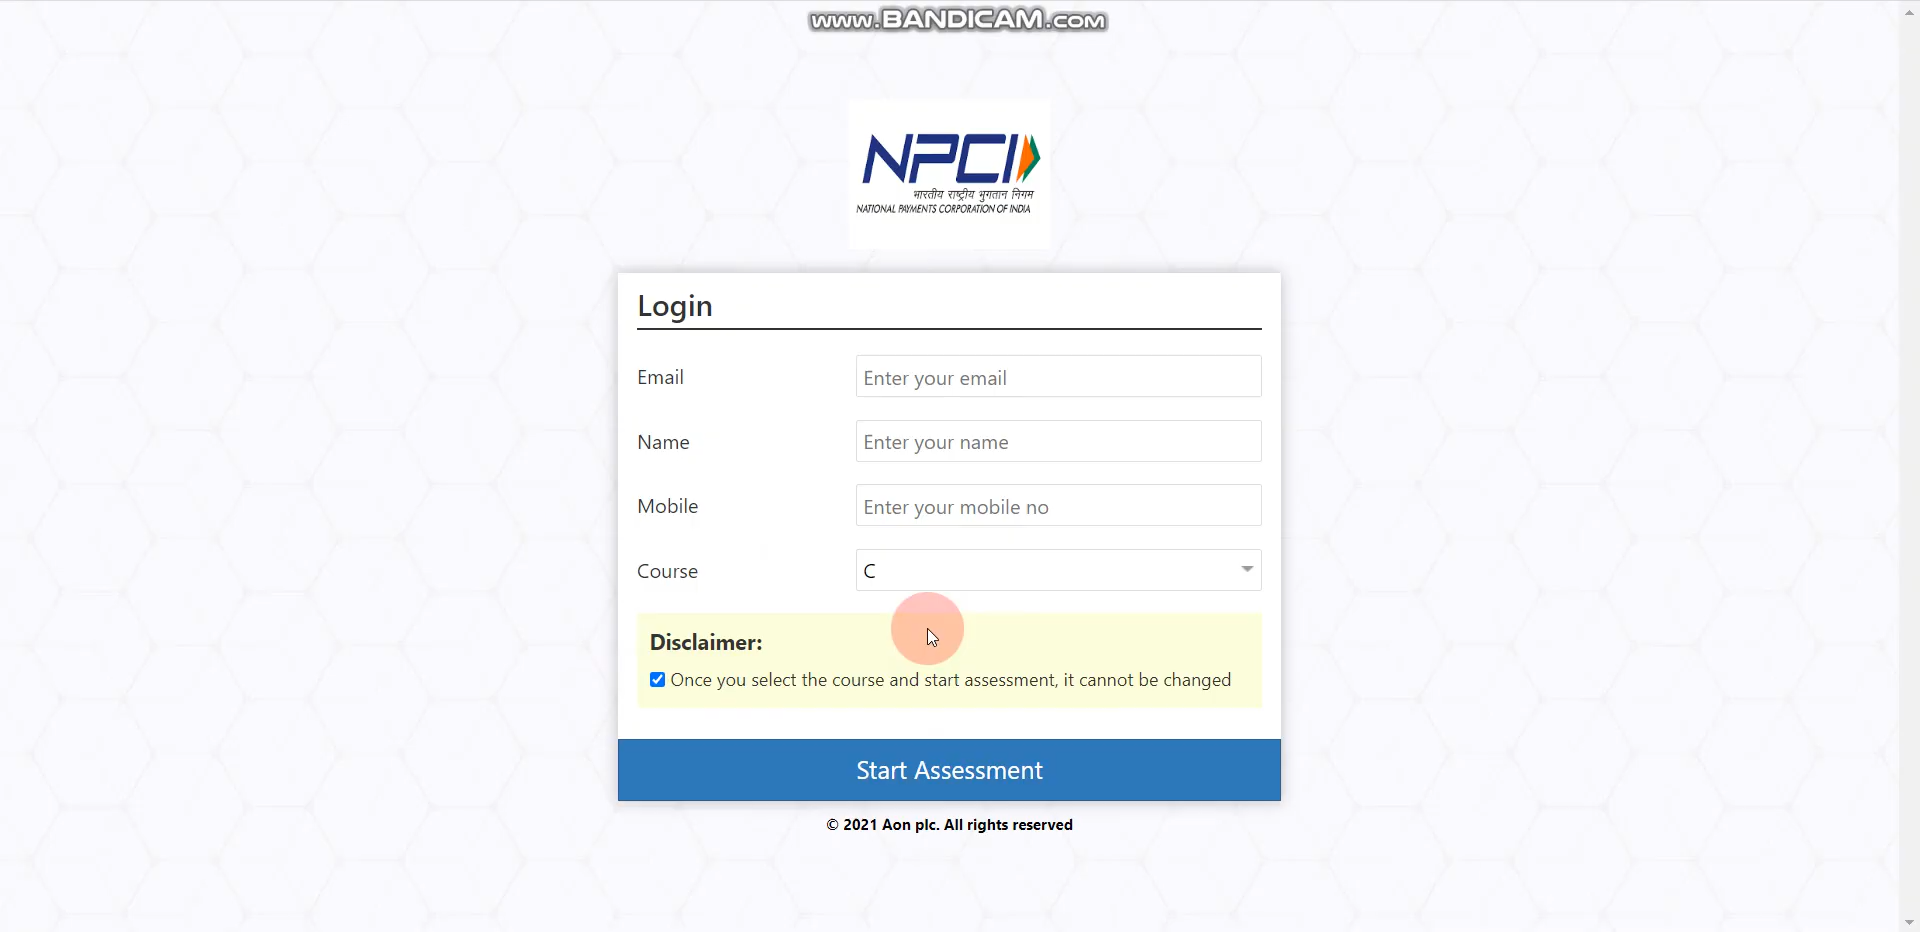 www.BANDICAM.com
NPCI
भारतीय राष्ट्रीय भुगतान निगम
NATIONAL PAYMENTS CORPORATION OF INDIA
Login
Email
Enter your email
Name
Enter your name
Mobile
Enter your mobile no
Course
C
Disclaimer:
Once you select the course and start assessment, it cannot be changed
Start Assessment
© 2021 Aon plc. All rights reserved